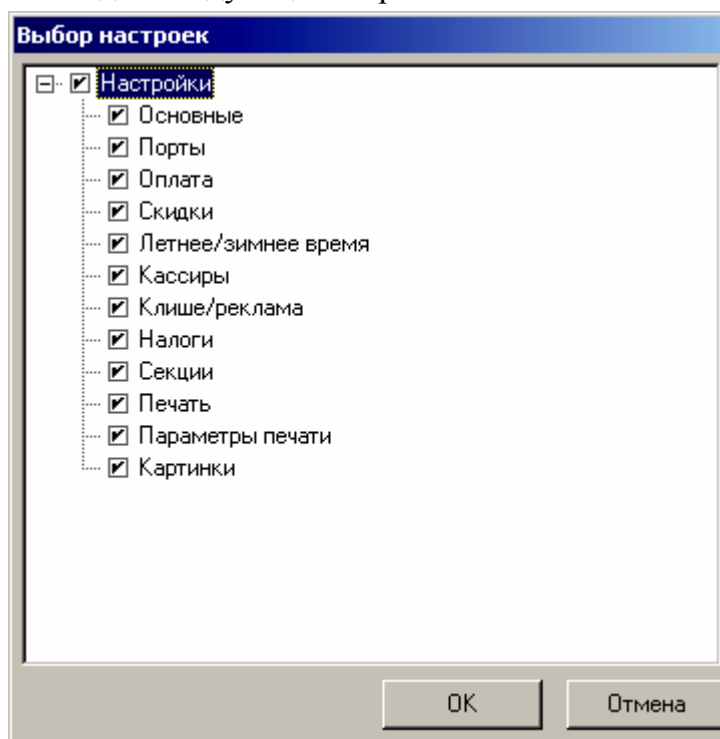 Выбор настроек
Настройки
Основные
Порты
Оплата
Скидки
Летнее/зимнее время
Кассиры
Клише/реклама
Налоги
Секции
Печать
Параметры печати
Картинки
OK
Отмена